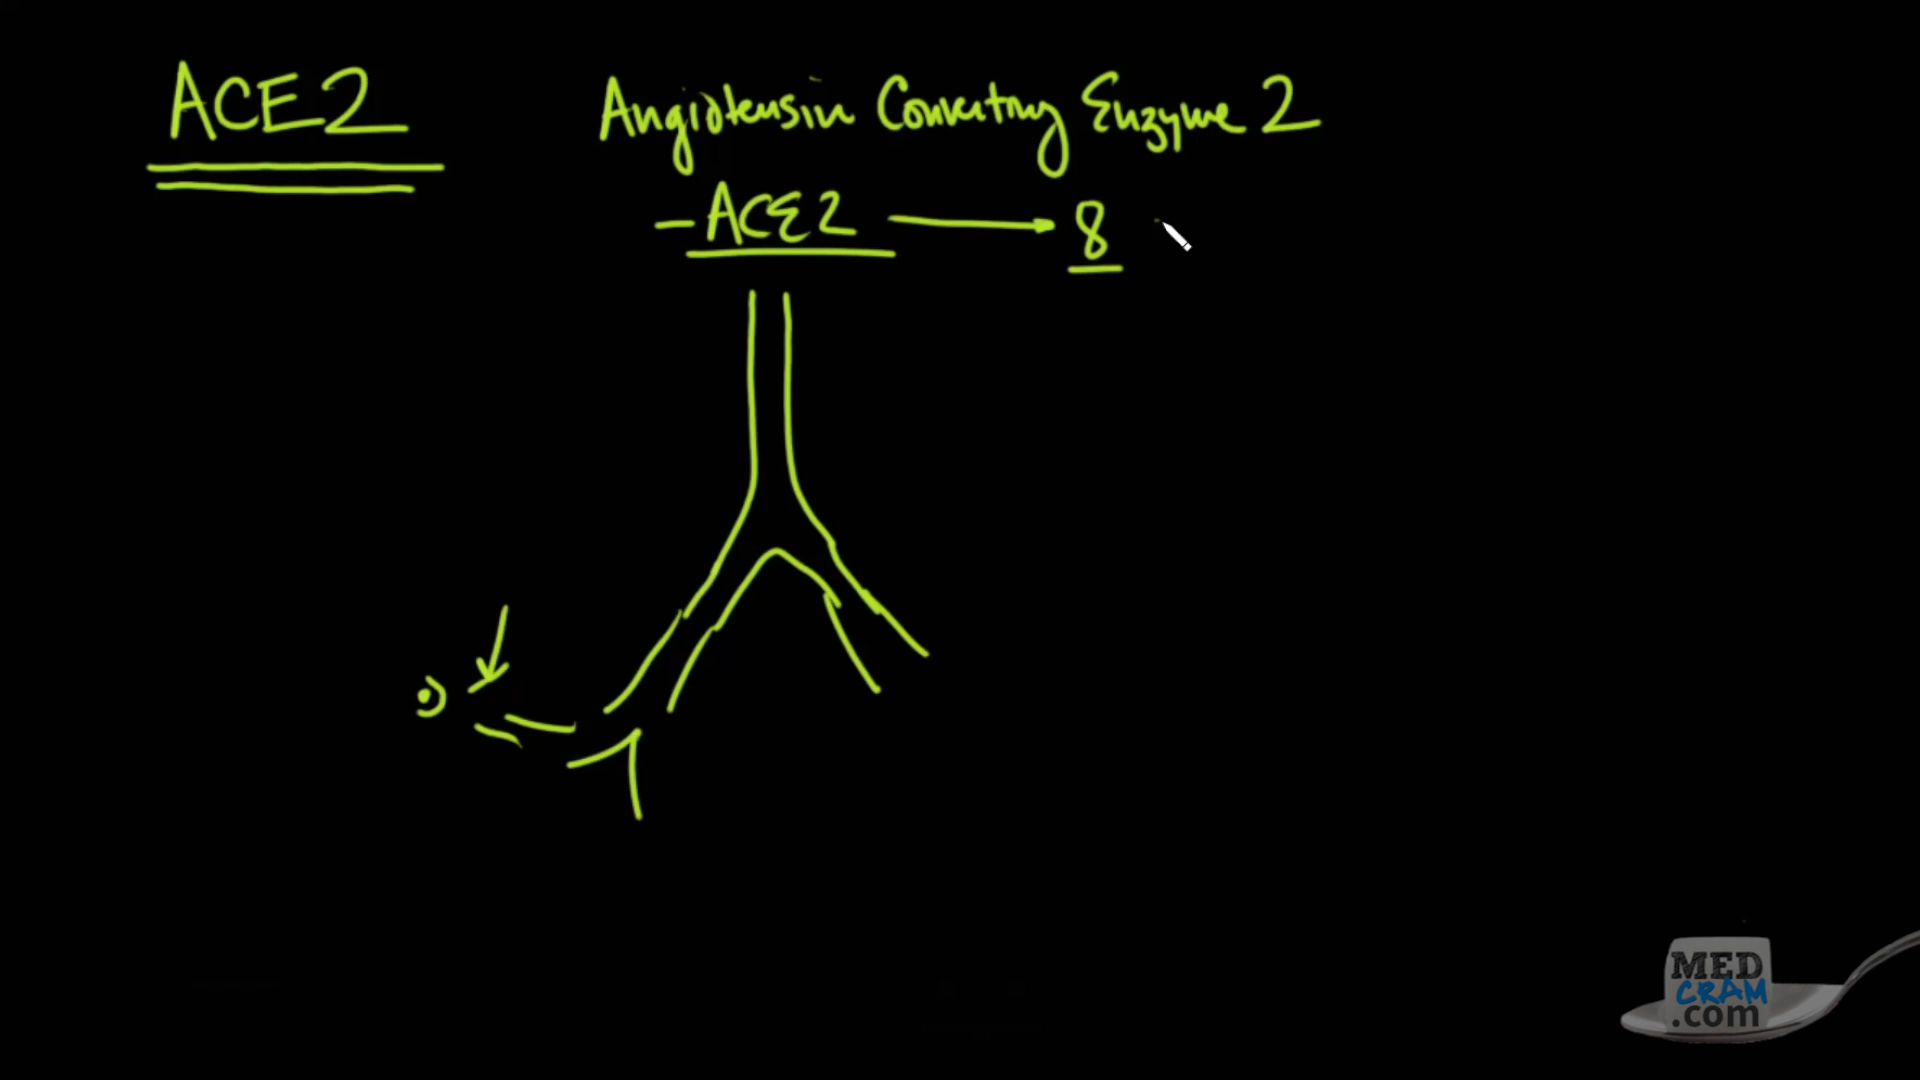 ACE2 Angiotensin Converting Enzyme 2
- ACE2 → 8
MED
CRAM
.com